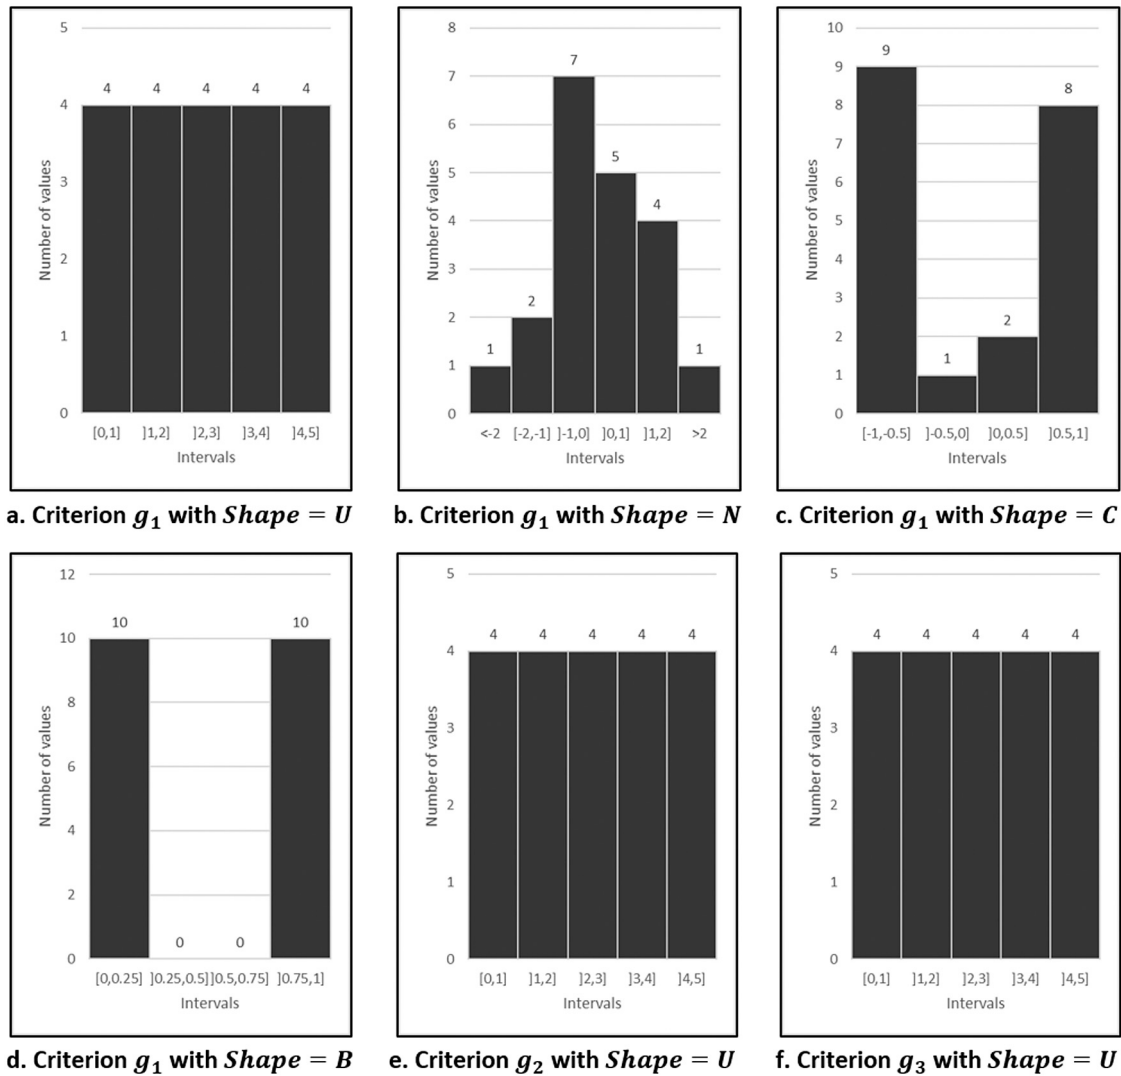 5
4
3
2
1
0
Number of values
4 4 4 4 4
[0,1] ]1,2] ]2,3] ]3,4] ]4,5]
Intervals
a. Criterion g₁ with Shape = U
8
7
6
5
4
3
2
1
0
Number of values
1 2 7 5 4 1
<-2 [-2,-1] ]-1,0] ]0,1] ]1,2] >2
Intervals
b. Criterion g₁ with Shape = N
10
9
8
7
6
5
4
3
2
1
0
Number of values
9 1 2 8
[-1,-0.5] ]-0.5,0] ]0,0.5] ]0.5,1]
Intervals
c. Criterion g₁ with Shape = C
12
10
8
6
4
2
0
Number of values
10 0 0 10
[0,0.25] ]0.25,0.5] ]0.5,0.75] ]0.75,1]
Intervals
d. Criterion g₁ with Shape = B
5
4
3
2
1
0
Number of values
4 4 4 4 4
[0,1] ]1,2] ]2,3] ]3,4] ]4,5]
Intervals
e. Criterion g₂ with Shape = U
5
4
3
2
1
0
Number of values
4 4 4 4 4
[0,1] ]1,2] ]2,3] ]3,4] ]4,5]
Intervals
f. Criterion g₃ with Shape = U